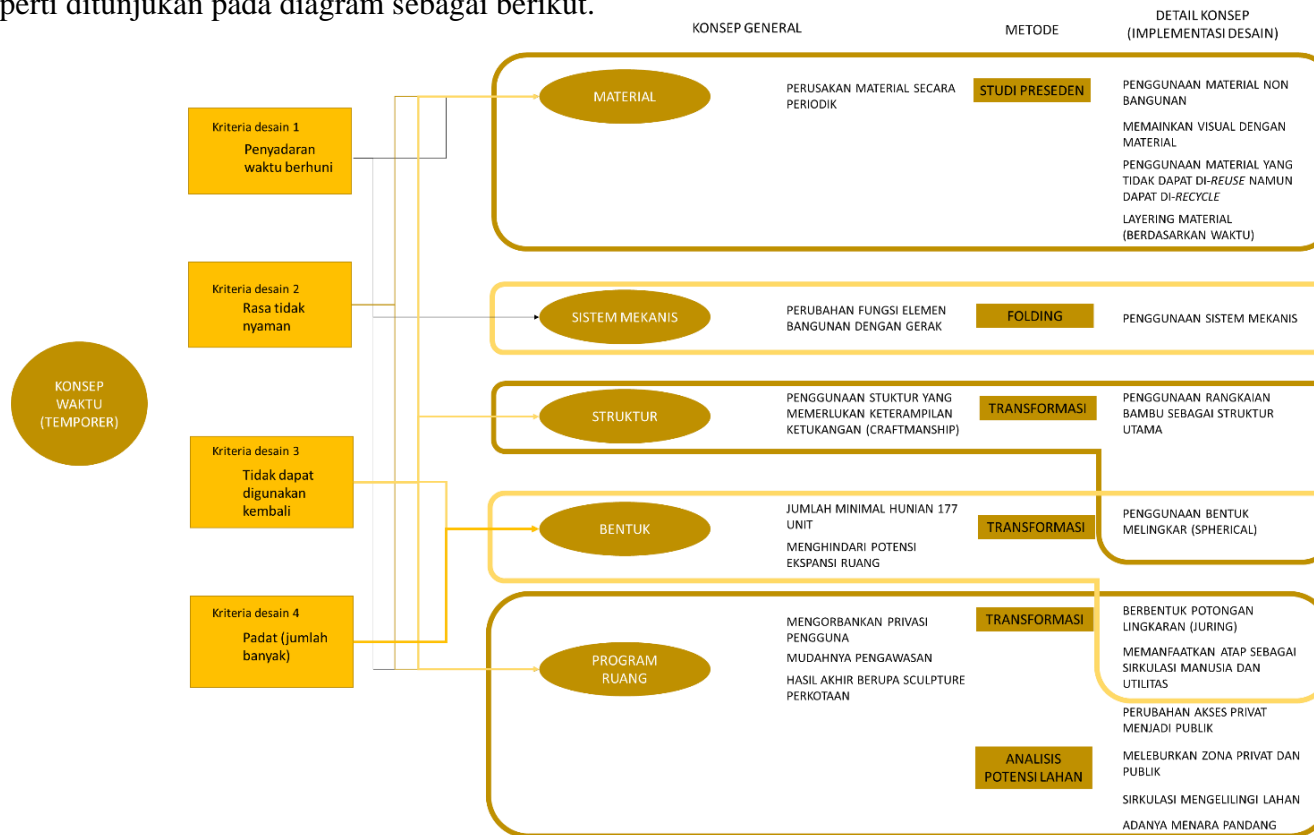 perti ditunjukan pada diagram sebagai berikut.
KONSEP GENERAL
METODE
DETAIL KONSEP
(IMPLEMENTASI DESAIN)
KONSEP
WAKTU
(TEMPORER)
Kriteria desain 1
Penyadaran
waktu berhuni
Kriteria desain 2
Rasa tidak
nyaman
Kriteria desain 3
Tidak dapat
digunakan
kembali
Kriteria desain 4
Padat (jumlah
banyak)
MATERIAL
PERUSAKAN MATERIAL SECARA
PERIODIK
STUDI PRESEDEN
PENGGUNAAN MATERIAL NON
BANGUNAN
MEMAINKAN VISUAL DENGAN
MATERIAL
PENGGUNAAN MATERIAL YANG
TIDAK DAPAT DI-REUSE NAMUN
DAPAT DI-RECYCLE
LAYERING MATERIAL
(BERDASARKAN WAKTU)
SISTEM MEKANIS
PERUBAHAN FUNGSI ELEMEN
BANGUNAN DENGAN GERAK
FOLDING
PENGGUNAAN SISTEM MEKANIS
STRUKTUR
PENGGUNAAN STUKTUR YANG
MEMERLUKAN KETERAMPILAN
KETUKANGAN (CRAFTMANSHIP)
TRANSFORMASI
PENGGUNAAN RANGKAIAN
BAMBU SEBAGAI STRUKTUR
UTAMA
BENTUK
JUMLAH MINIMAL HUNIAN 177
UNIT
MENGHINDARI POTENSI
EKSPANSI RUANG
TRANSFORMASI
PENGGUNAAN BENTUK
MELINGKAR (SPHERICAL)
PROGRAM
RUANG
MENGORBANKAN PRIVASI
PENGGUNA
MUDAHNYA PENGAWASAN
HASIL AKHIR BERUPA SCULPTURE
PERKOTAAN
TRANSFORMASI
BERBENTUK POTONGAN
LINGKARAN (JURING)
MEMANFAATKAN ATAP SEBAGAI
SIRKULASI MANUSIA DAN
UTILITAS
PERUBAHAN AKSES PRIVAT
MENJADI PUBLIK
ANALISIS
POTENSI LAHAN
MELEBURKAN ZONA PRIVAT DAN
PUBLIK
SIRKULASI MENGELILINGI LAHAN
ADANYA MENARA PANDANG